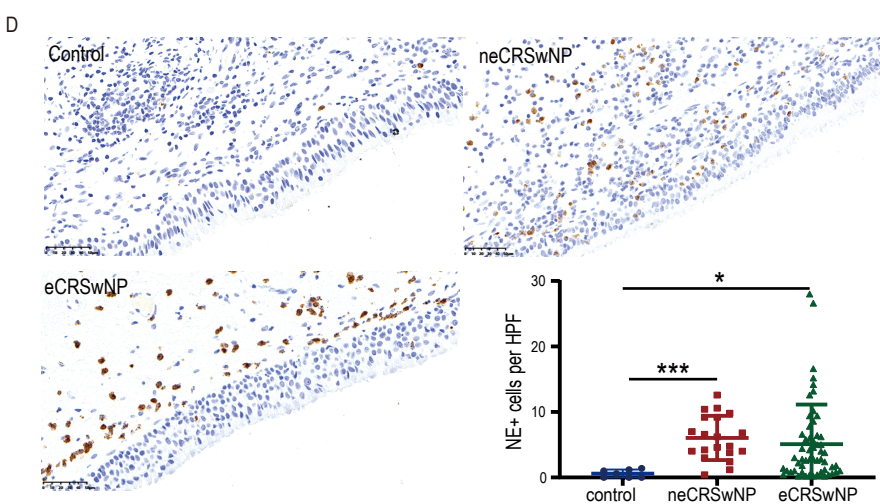 D
Control
neCRSwNP
eCRSwNP
NE+ cells per HPF
30
20
10
0
*
***
control
neCRSwNP
eCRSwNP